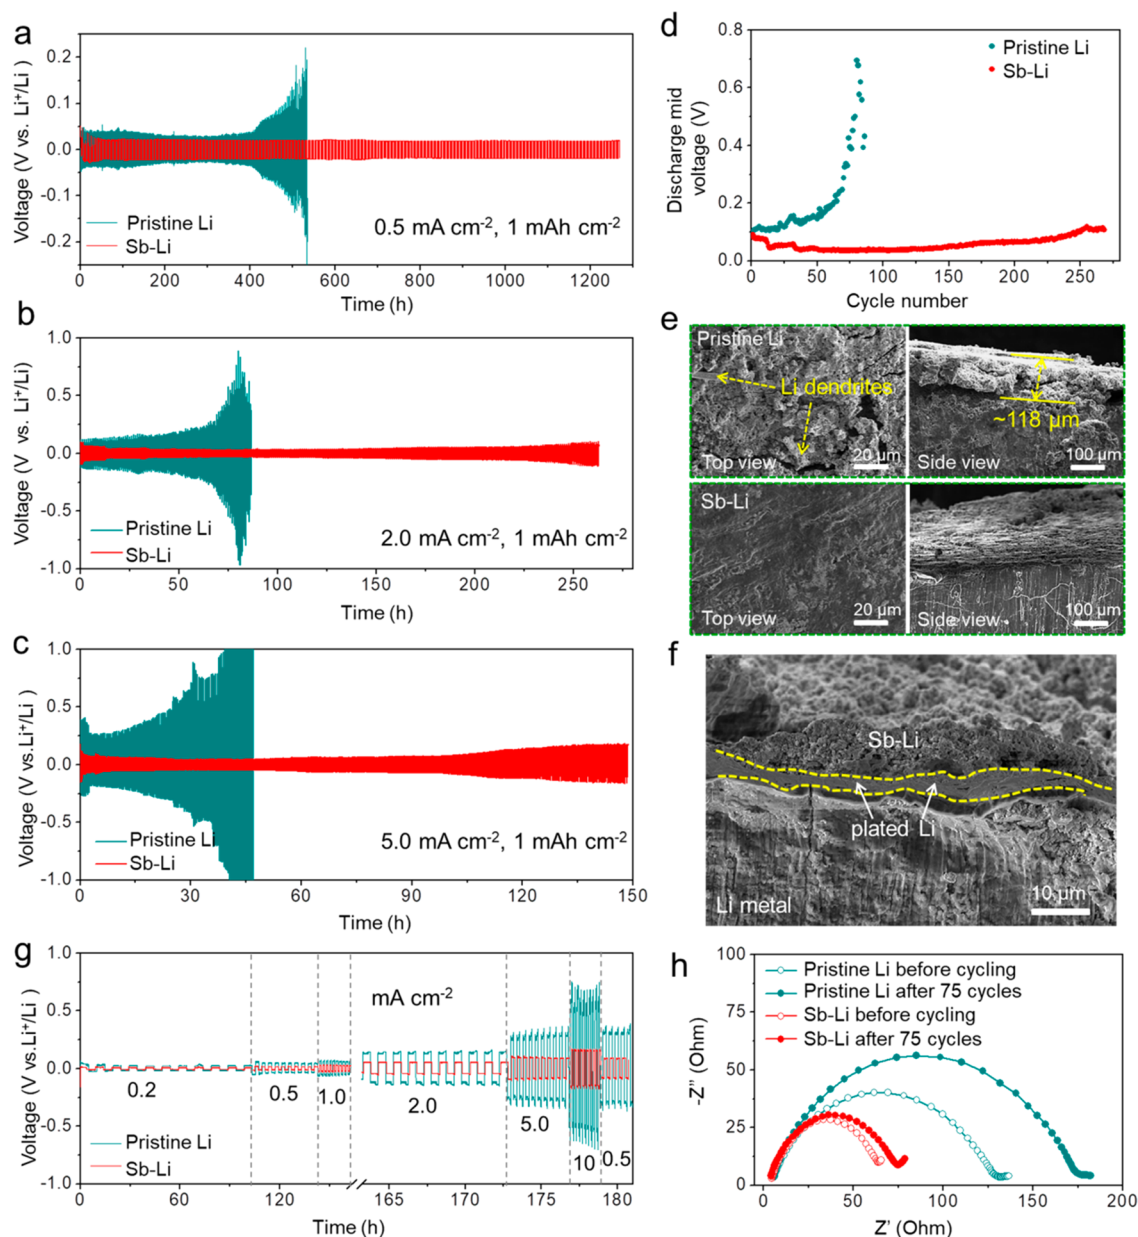 a
Voltage (V vs. Li⁺/Li)
0.2
0.1
0.0
-0.1
-0.2
Pristine Li
Sb-Li
0.5 mA cm⁻², 1 mAh cm⁻²
0 200 400 600 800 1000 1200
Time (h)
b
Voltage (V vs. Li⁺/Li)
1.0
0.5
0.0
-0.5
-1.0
Pristine Li
Sb-Li
2.0 mA cm⁻², 1 mAh cm⁻²
0 50 100 150 200 250
Time (h)
c
Voltage (V vs.Li⁺/Li )
1.0
0.5
0.0
-0.5
-1.0
Pristine Li
Sb-Li
5.0 mA cm⁻², 1 mAh cm⁻²
0 30 60 90 120 150
Time (h)
d
Discharge mid
voltage (V)
0.8
0.6
0.4
0.2
0.0
Pristine Li
Sb-Li
0 50 100 150 200 250
Cycle number
e
Pristine Li
Li dendrites
Top view
20 µm
~118 µm
Side view
100 µm
Sb-Li
Top view
20 µm
Side view
100 µm
f
Sb-Li
plated Li
Li metal
10 µm
g
Voltage (V vs.Li⁺/Li)
1.0
0.5
0.0
-0.5
-1.0
mA cm⁻²
0.2 0.5 1.0 2.0 5.0 10 0.5
Pristine Li
Sb-Li
0 60 120 165 170 175 180
Time (h)
h
-Z" (Ohm)
100
75
50
25
0
Pristine Li before cycling
Pristine Li after 75 cycles
Sb-Li before cycling
Sb-Li after 75 cycles
0 50 100 150 200
Z' (Ohm)